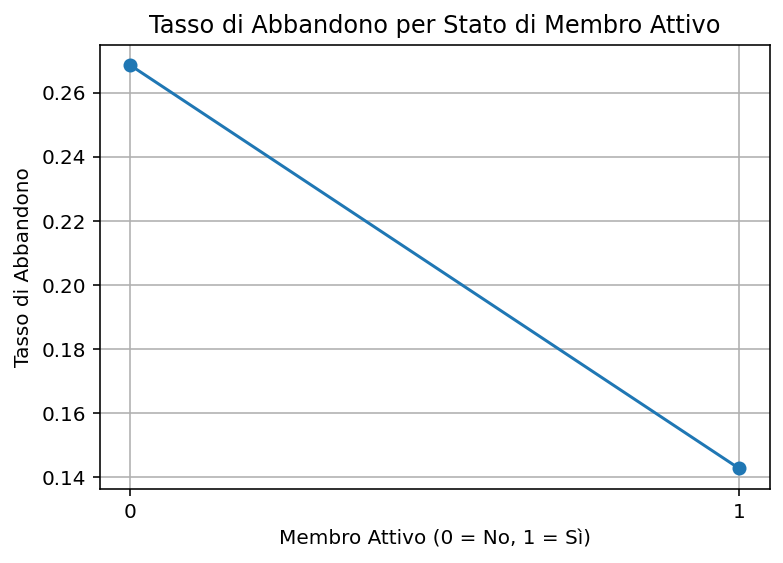 Tasso di Abbandono per Stato di Membro Attivo
Tasso di Abbandono
0.26
0.24
0.22
0.20
0.18
0.16
0.14
0 1
Membro Attivo (0 = No, 1 = Sì)